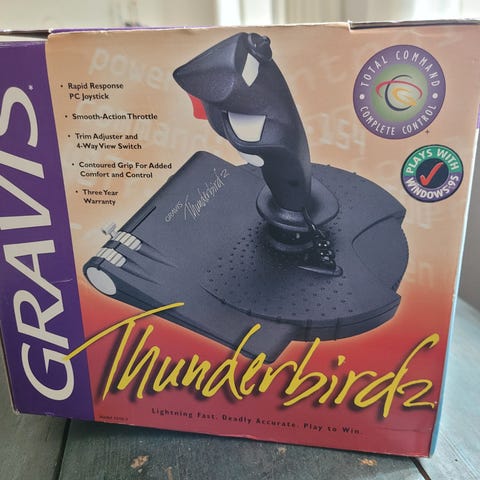 GRAVIS.
• Rapid Response
PC Joystick
• Smooth-Action Throttle
• Trim Adjuster and
4-Way View Switch
• Contoured Grip For Added
Comfort and Control
• Three Year
Warranty
TOTAL COMMAND
COMPLETE CONTROL
PLAYS WITH
WINDOWS 95
GRAVIS Thunderbird2
Thunderbird2
Lightning Fast. Deadly Accurate. Play to Win.